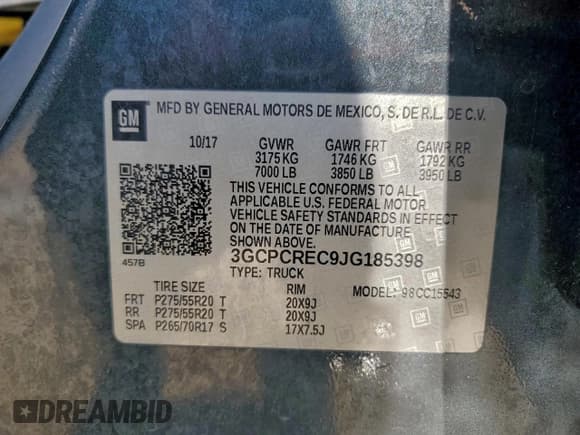 GM
MFD BY GENERAL MOTORS DE MEXICO, S. DE R.L. DE C.V.
10/17 GVWR GAWR FRT GAWR RR
3175 KG 1746 KG 1792 KG
7000 LB 3850 LB 3950 LB
THIS VEHICLE CONFORMS TO ALL
APPLICABLE U.S. FEDERAL MOTOR
VEHICLE SAFETY STANDARDS IN EFFECT
ON THE DATE OF MANUFACTURE
SHOWN ABOVE.
457B
3GCPCREC9JG185398
TYPE: TRUCK
MODEL: 98CC15543
TIRE SIZE RIM
FRT P275/55R20 T 20X9J
RR P275/55R20 T 20X9J
SPA P265/70R17 S 17X7.5J
DREAMBID